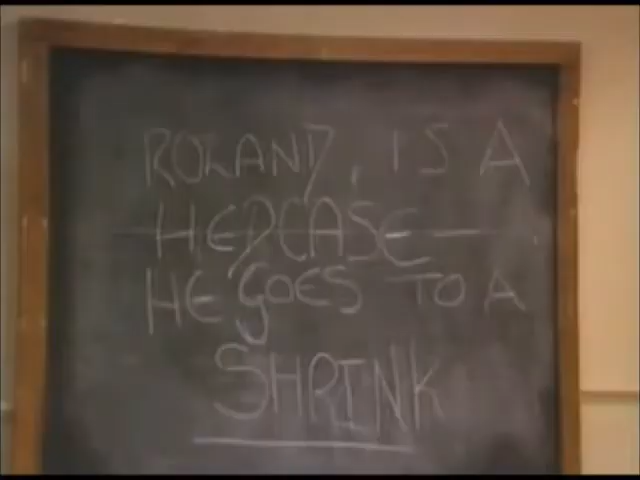 ROLAND, IS A
HEDCASE
HE GOES TO A
SHRINK